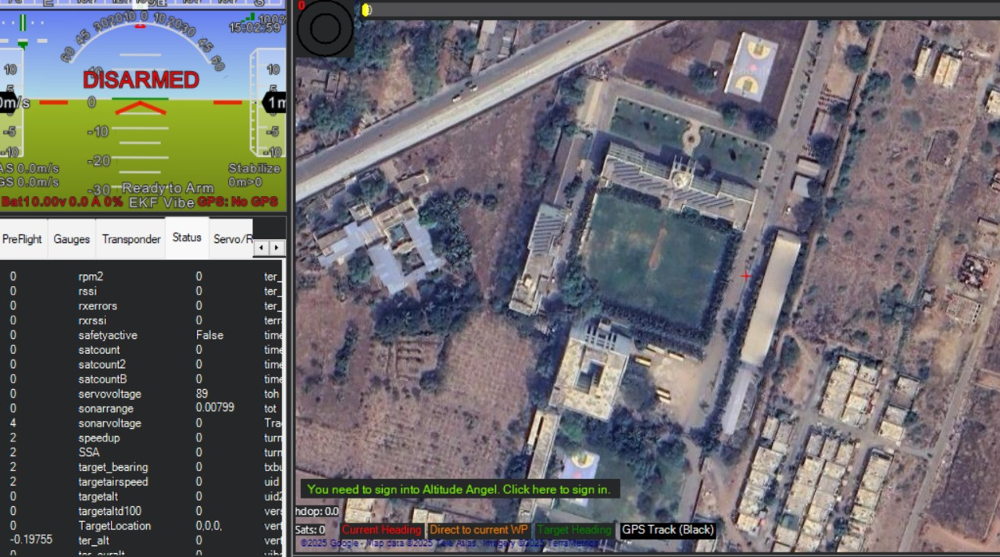 0
100%
15:02:59
60 45 30 20 10 0 10 20 30 45 60
DISARMED
10 10
5 5
0m/s 0 1m
-5 -10 -5
-10 -20 -10
AS 0.0m/s Stabilize
GS 0.0m/s 0m>0
-30 Ready to Arm
Bat 10.00v 0.0 A 0% EKF Vibe GPS: No GPS
PreFlight Gauges Transponder Status Servo/R
0 rpm2 0 ter_
0 rssi 0 ter_
0 rxerrors 0 ter_
0 rxrssi 0 terr
0 safetyactive False time
0 satcount 0 time
0 satcount2 0 time
0 satcountB 0 time
0 servovoltage 89 toh
0 sonarrange 0.00799 tot
4 sonarvoltage 0 Tra
2 speedup 0 turn
2 SSA 0 turn
2 target_bearing 0 txbu
2 targetairspeed 0 uid
0 targetalt 0 uid2
0 targetaltd100 0 vers
0 TargetLocation 0,0,0, vert
-0.19755 ter_alt 0 vert
You need to sign into Altitude Angel. Click here to sign in.
hdop: 0.0
Sats: 0 Current Heading Direct to current WP Target Heading GPS Track (Black)
©2025 Google - Map data ©2025 Tele Atlas, Imagery ©2025 TerraMetrics